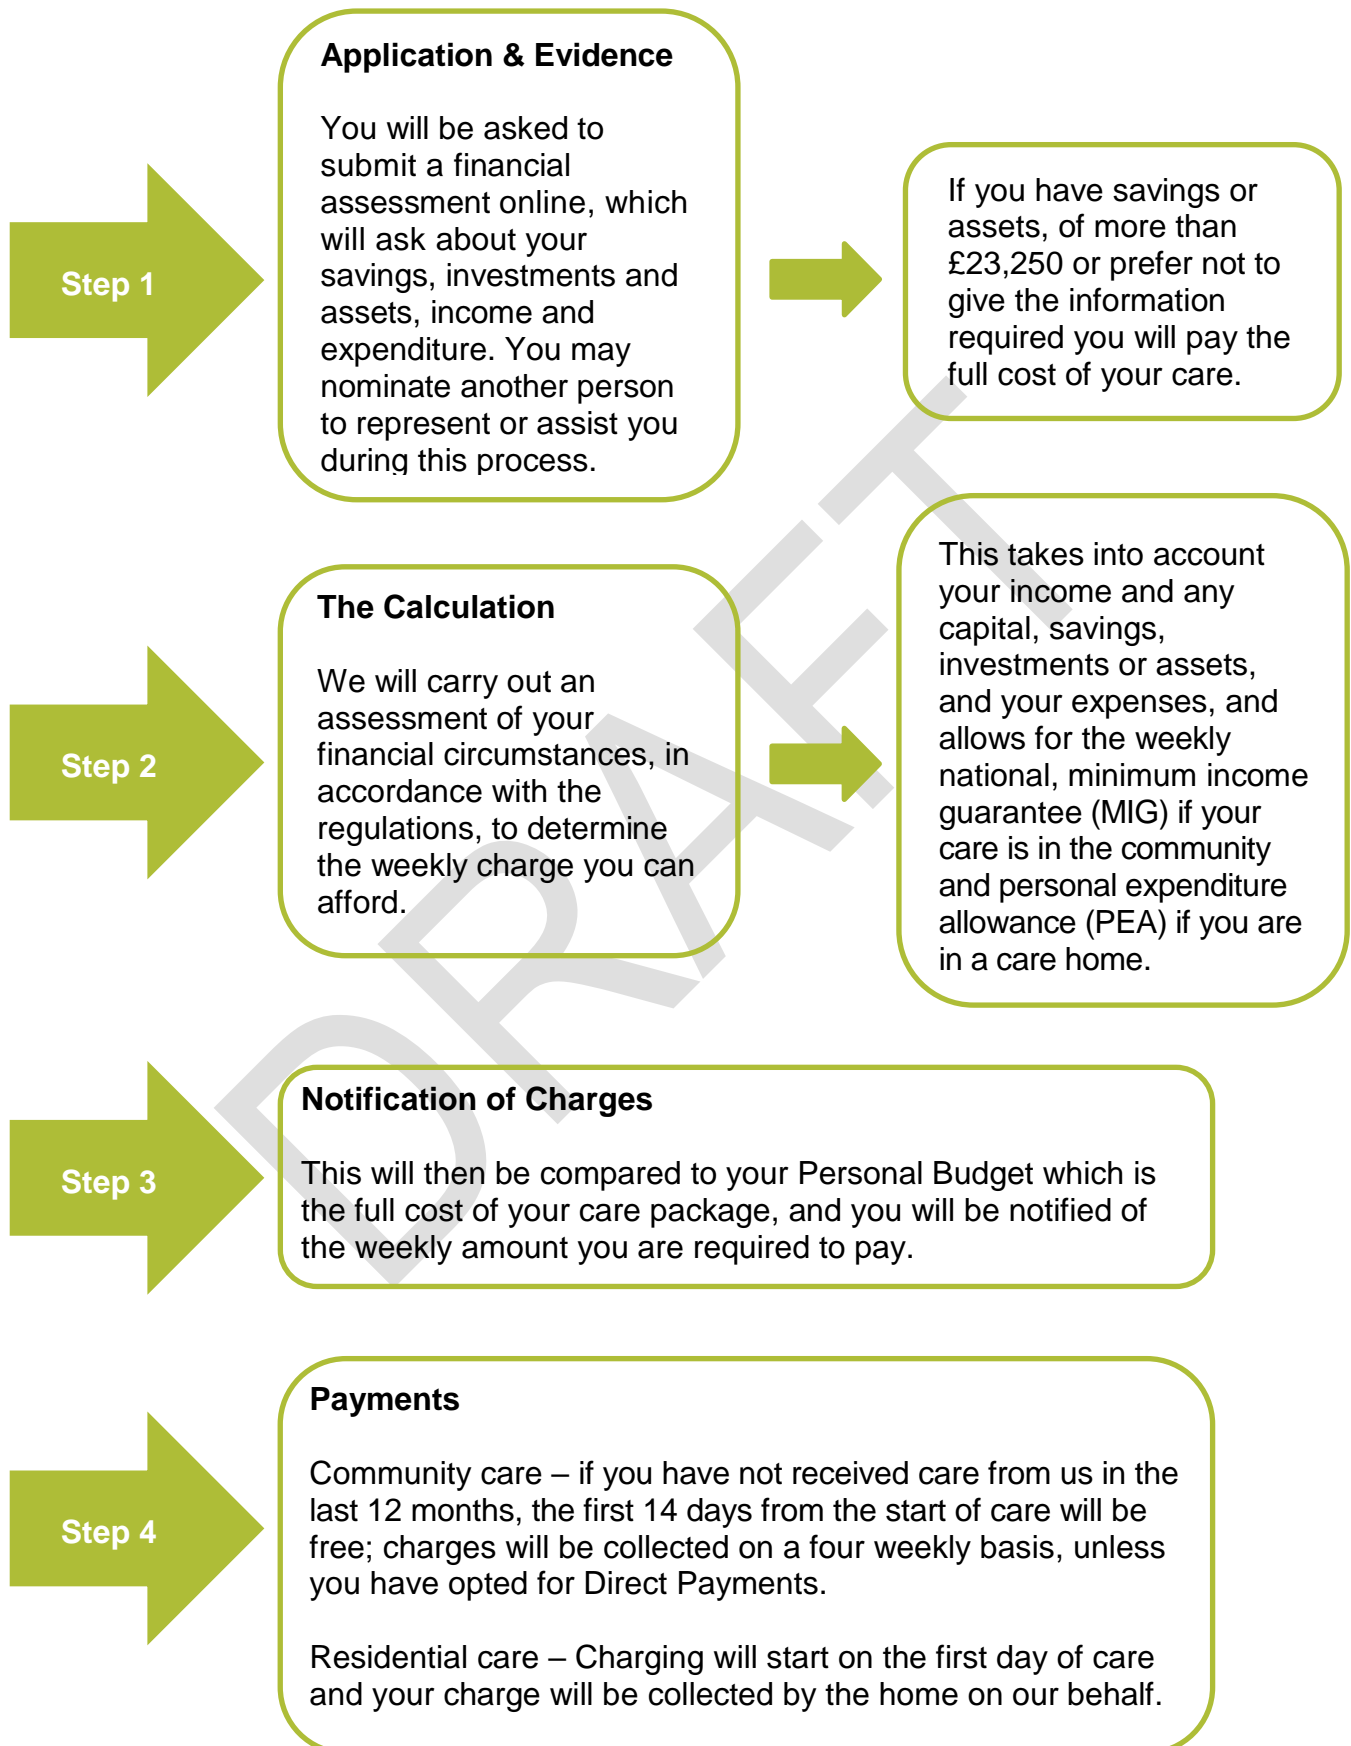 Application & Evidence
You will be asked to
submit a financial
assessment online, which
will ask about your
savings, investments and
assets, income and
expenditure. You may
nominate another person
to represent or assist you
during this process.
Step 1
If you have savings or
assets, of more than
£23,250 or prefer not to
give the information
required you will pay the
full cost of your care.
The Calculation
We will carry out an
assessment of your
financial circumstances, in
accordance with the
regulations, to determine
the weekly charge you can
afford.
Step 2
This takes into account
your income and any
capital, savings,
investments or assets,
and your expenses, and
allows for the weekly
national, minimum income
guarantee (MIG) if your
care is in the community
and personal expenditure
allowance (PEA) if you are
in a care home.
DRAFT
Step 3
Notification of Charges
This will then be compared to your Personal Budget which is
the full cost of your care package, and you will be notified of
the weekly amount you are required to pay.
Step 4
Payments
Community care – if you have not received care from us in the
last 12 months, the first 14 days from the start of care will be
free; charges will be collected on a four weekly basis, unless
you have opted for Direct Payments.
Residential care – Charging will start on the first day of care
and your charge will be collected by the home on our behalf.